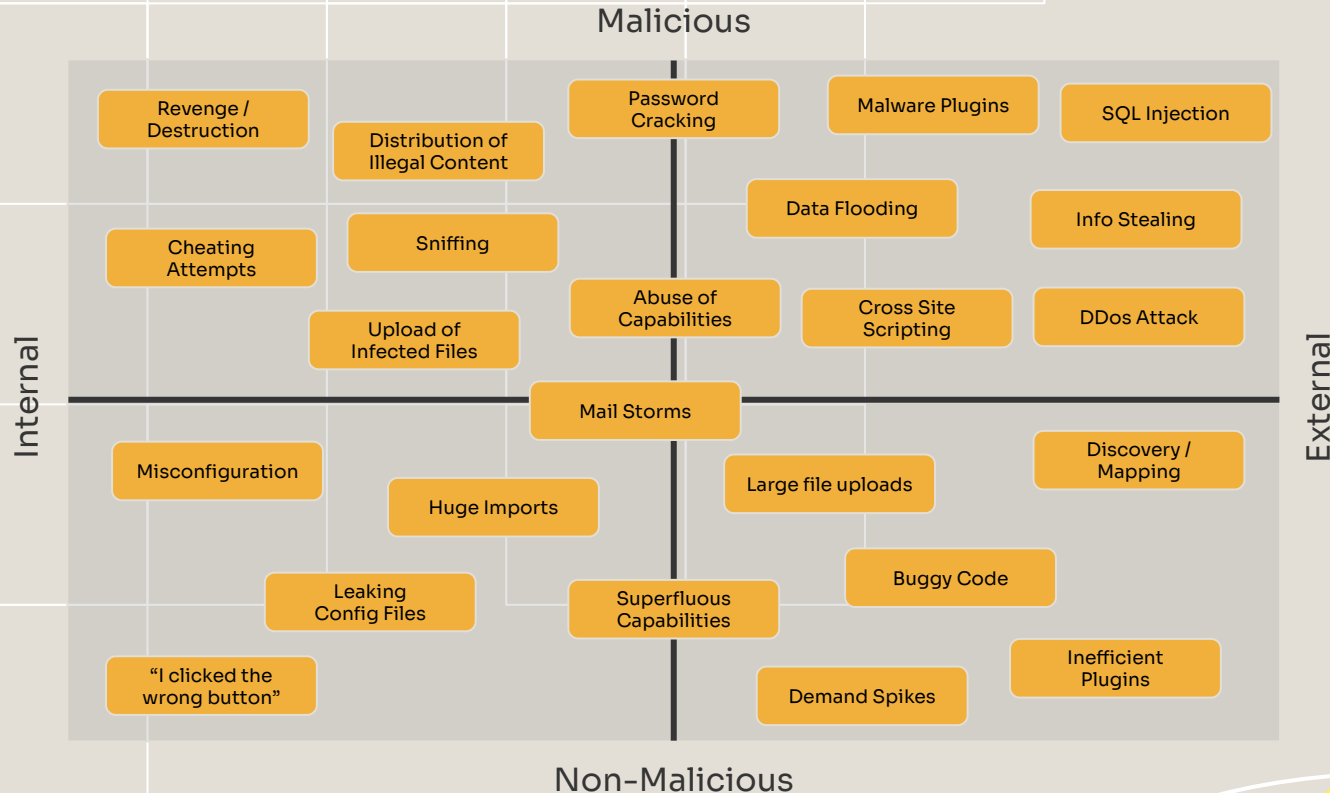 Malicious
Revenge /
Destruction
Distribution of
Illegal Content
Password
Cracking
Malware Plugins
SQL Injection
Data Flooding
Info Stealing
Cheating
Attempts
Sniffing
Abuse of
Capabilities
Cross Site
Scripting
DDos Attack
Upload of
Infected Files
Internal
External
Mail Storms
Misconfiguration
Huge Imports
Large file uploads
Discovery /
Mapping
Leaking
Config Files
Superfluous
Capabilities
Buggy Code
“I clicked the
wrong button”
Demand Spikes
Inefficient
Plugins
Non-Malicious